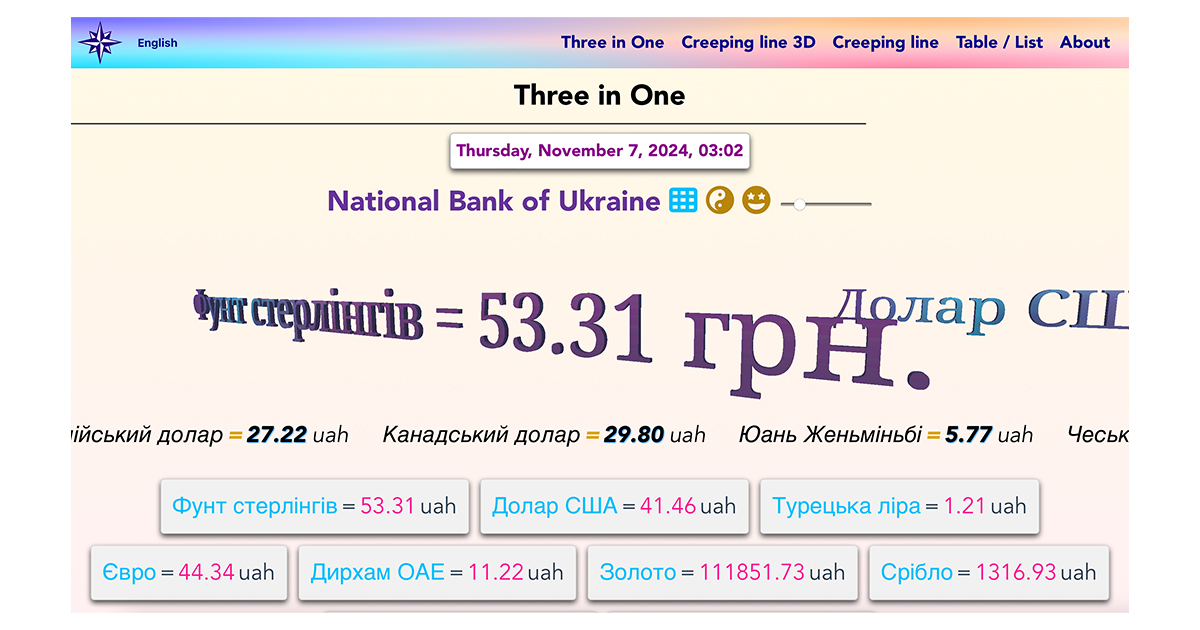 English Three in One Creeping line 3D Creeping line Table / List About
Three in One
Thursday, November 7, 2024, 03:02
National Bank of Ukraine
Фунт стерлінгів = 53.31 грн. Долар СШ
ійський долар = 27.22 uah Канадський долар = 29.80 uah Юань Женьміньбі = 5.77 uah Чеськ
Фунт стерлінгів = 53.31 uah Долар США = 41.46 uah Турецька ліра = 1.21 uah
Євро = 44.34 uah Дирхам ОАЕ = 11.22 uah Золото = 111851.73 uah Срібло = 1316.93 uah